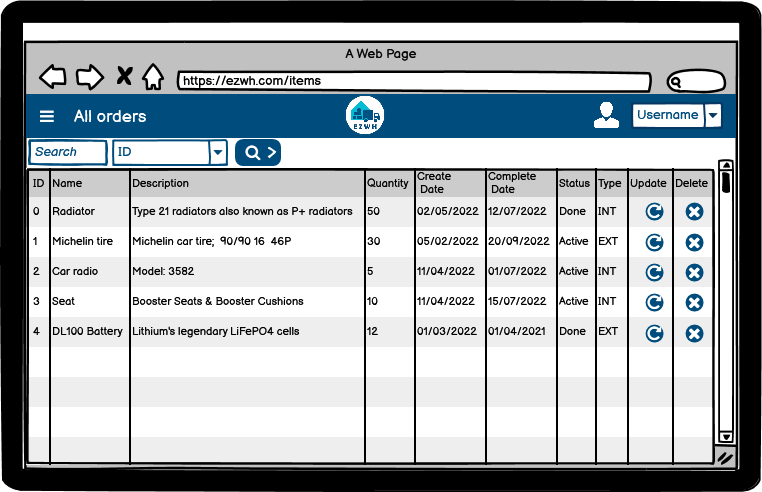 A Web Page
https://ezwh.com/items
All orders
EZWH
Username
Search
ID
ID Name Description Quantity Create Date Complete Date Status Type Update Delete
0 Radiator Type 21 radiators also known as P+ radiators 50 02/05/2022 12/07/2022 Done INT
1 Michelin tire Michelin car tire; 90/90 16 46P 30 05/02/2022 20/09/2022 Active EXT
2 Car radio Model: 3582 5 11/04/2022 01/07/2022 Active INT
3 Seat Booster Seats & Booster Cushions 10 11/04/2022 15/07/2022 Active INT
4 DL100 Battery Lithium's legendary LiFePO4 cells 12 01/03/2022 01/04/2021 Done EXT